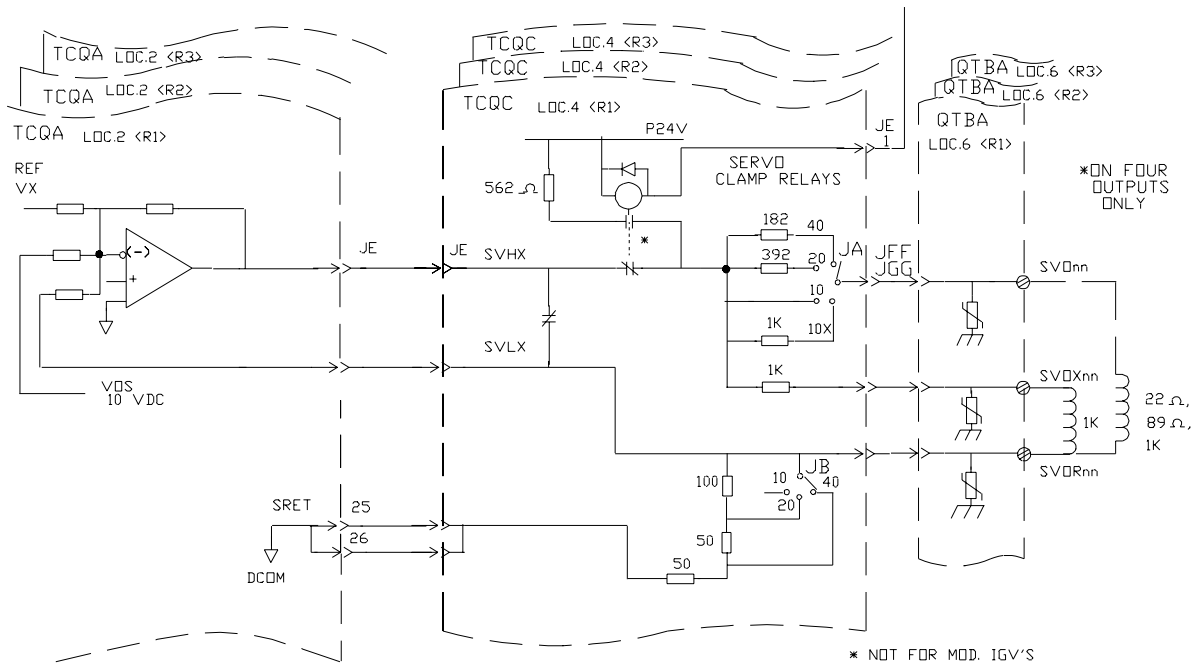 TCQA LOC.2 <R3>
TCQA LOC.2 <R2>
TCQA LOC.2 <R1>
TCQC LOC.4 <R3>
TCQC LOC.4 <R2>
TCQC LOC.4 <R1>
QTBA LOC.6 <R3>
QTBA LOC.6 <R2>
QTBA
LOC.6 <R1>
P24V
JE
1
REF
VX
562 Ω
SERVO
CLAMP RELAYS
*ON FOUR
OUTPUTS
ONLY
*
182
40
(-)
+
JE
JE
SVHX
392
20
JA
JFF
JGG
SVOnn
10
1K
10X
SVLX
1K
SVOXnn
VOS
10 VDC
1K
22 Ω,
89 Ω,
1K
SVORnn
100
10
JB
40
20
SRET
25
26
50
50
DCOM
* NOT FOR MOD. IGV'S